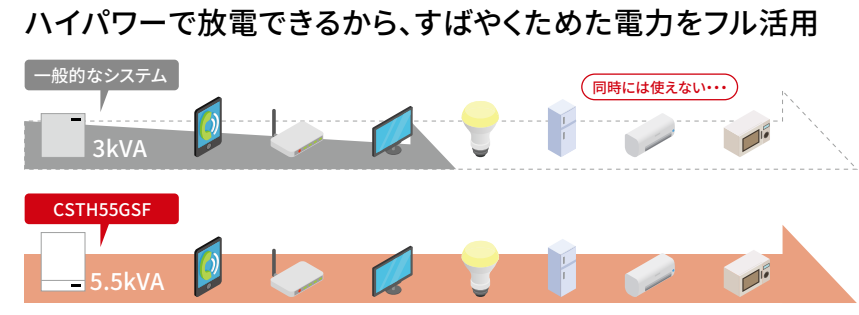 ハイパワーで放電できるから、すばやくためた電力をフル活用
一般的なシステム
同時には使えない・・・
3kVA
CSTH55GSF
5.5kVA